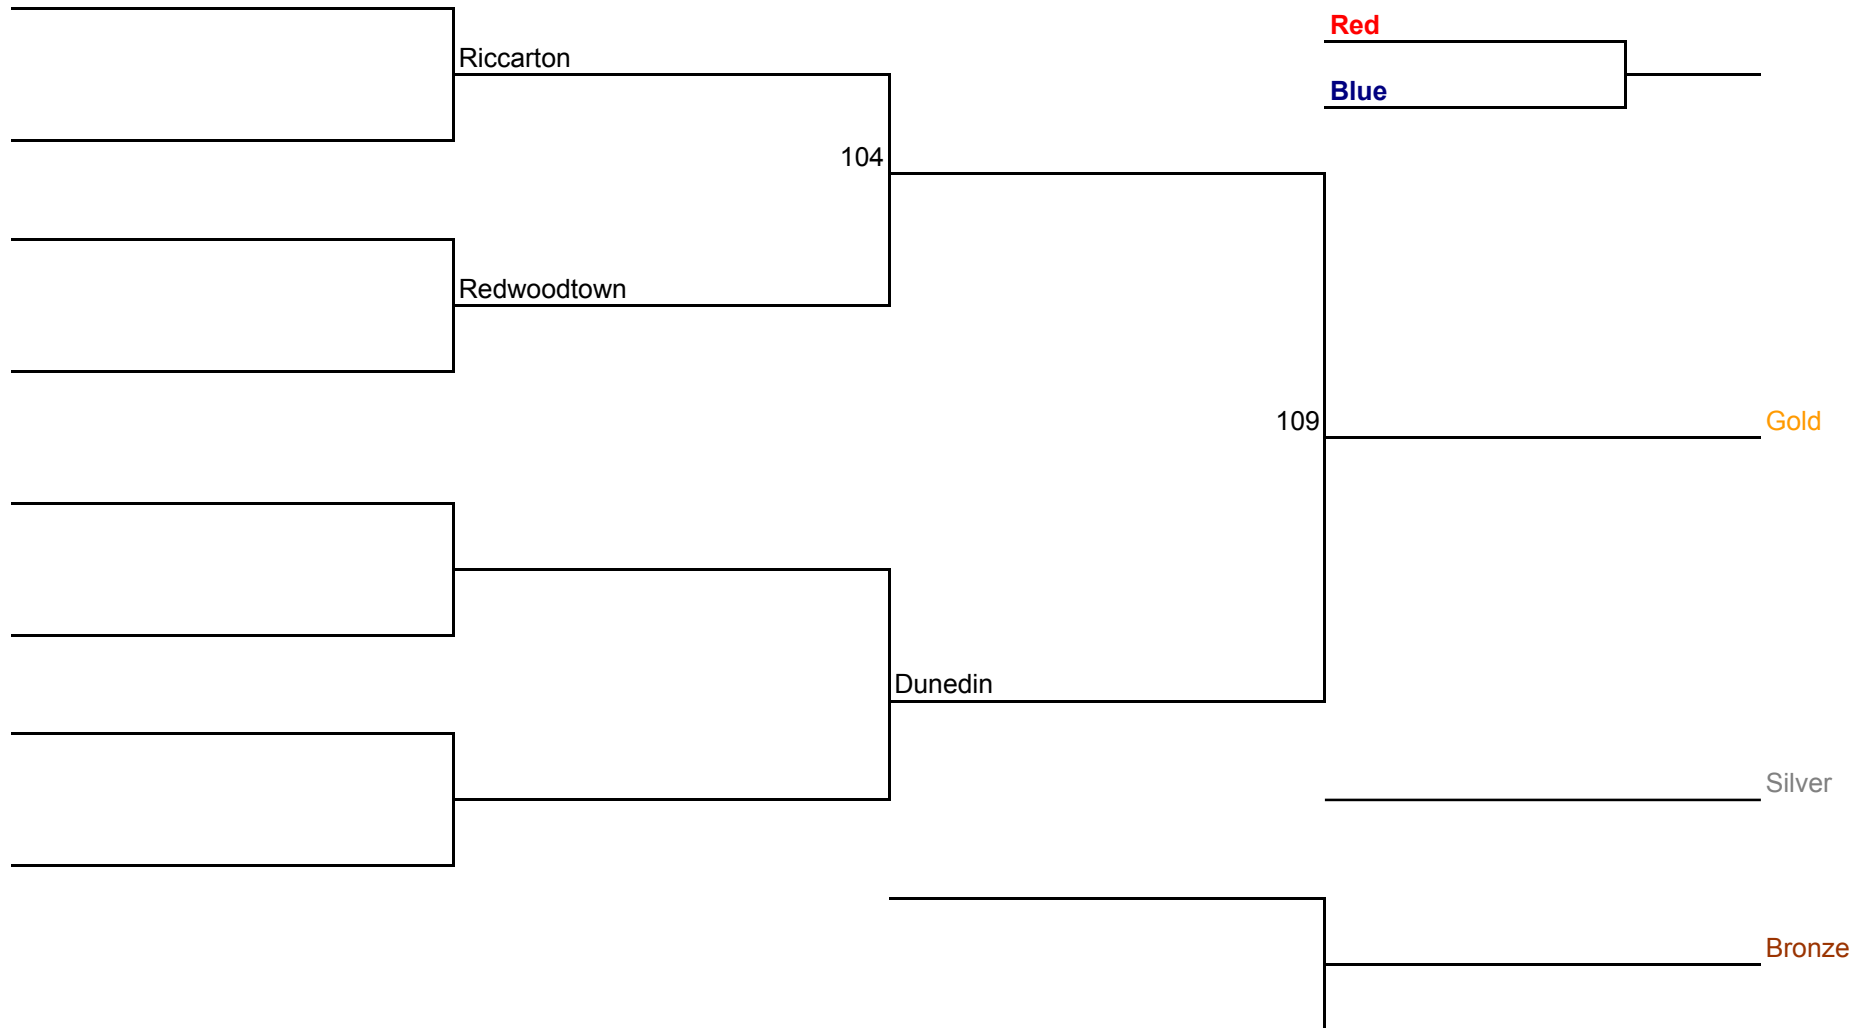 Red
Riccarton
Blue
104
Redwoodtown
109
Gold
Dunedin
Silver
Bronze